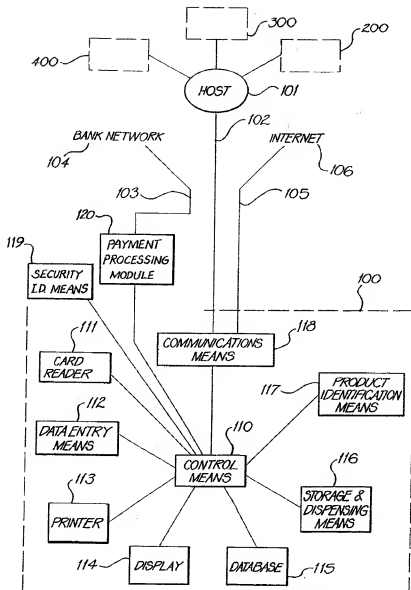 300
400
200
HOST
101
102
BANK NETWORK
104
INTERNET
106
103
105
120
PAYMENT
PROCESSING
MODULE
119
SECURITY
I.D. MEANS
100
COMMUNICATIONS
MEANS
118
111
CARD
READER
117
PRODUCT
IDENTIFICATION
MEANS
112
DATA ENTRY
MEANS
110
CONTROL
MEANS
116
STORAGE &
DISPENSING
MEANS
113
PRINTER
114
DISPLAY
DATABASE
115